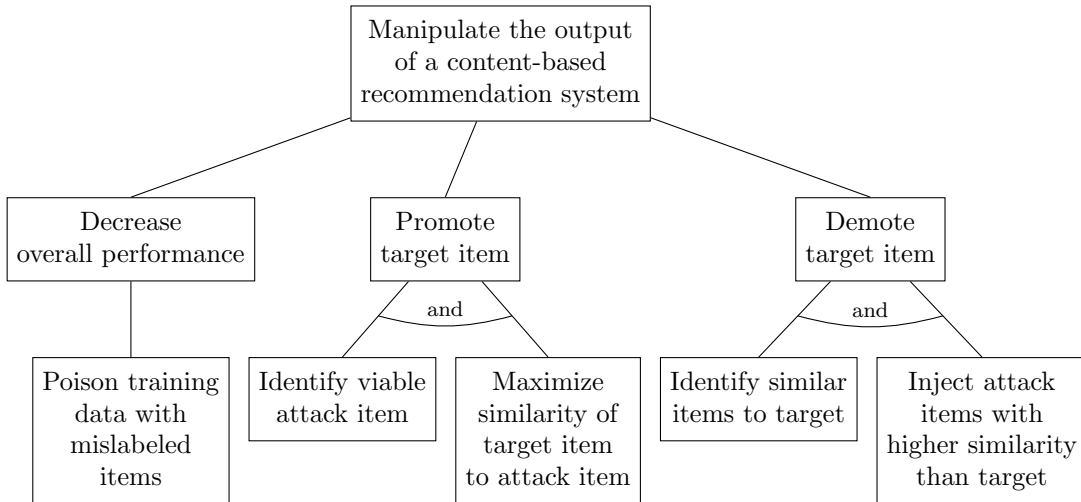 Manipulate the output
of a content-based
recommendation system
Decrease
overall performance
Promote
target item
Demote
target item
and
and
Poison training
data with
mislabeled
items
Identify viable
attack item
Maximize
similarity of
target item
to attack item
Identify similar
items to target
Inject attack
items with
higher similarity
than target